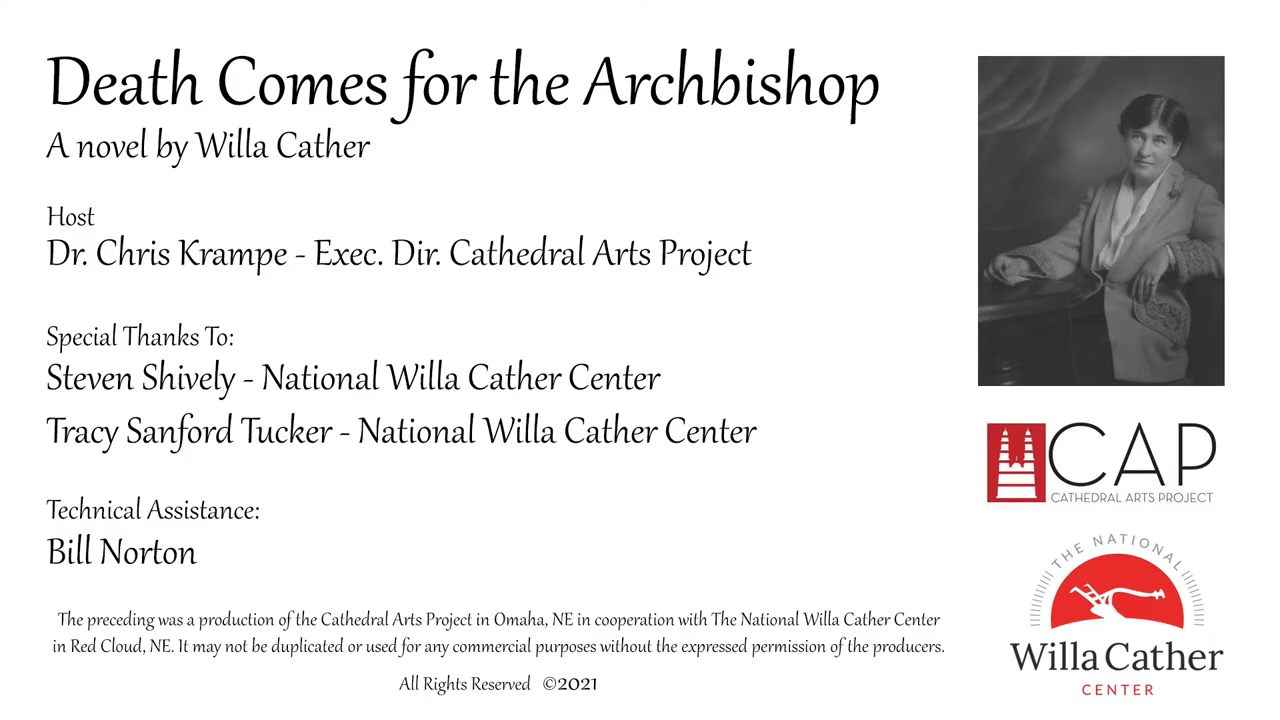 Death Comes for the Archbishop
A novel by Willa Cather
Host
Dr. Chris Krampe - Exec. Dir. Cathedral Arts Project
Special Thanks To:
Steven Shively - National Willa Cather Center
Tracy Sanford Tucker - National Willa Cather Center
Technical Assistance:
Bill Norton
The preceding was a production of the Cathedral Arts Project in Omaha, NE in cooperation with The National Willa Cather Center
in Red Cloud, NE. It may not be duplicated or used for any commercial purposes without the expressed permission of the producers.
All Rights Reserved ©2021
CAP
CATHEDRAL ARTS PROJECT
THE NATIONAL
Willa Cather
CENTER